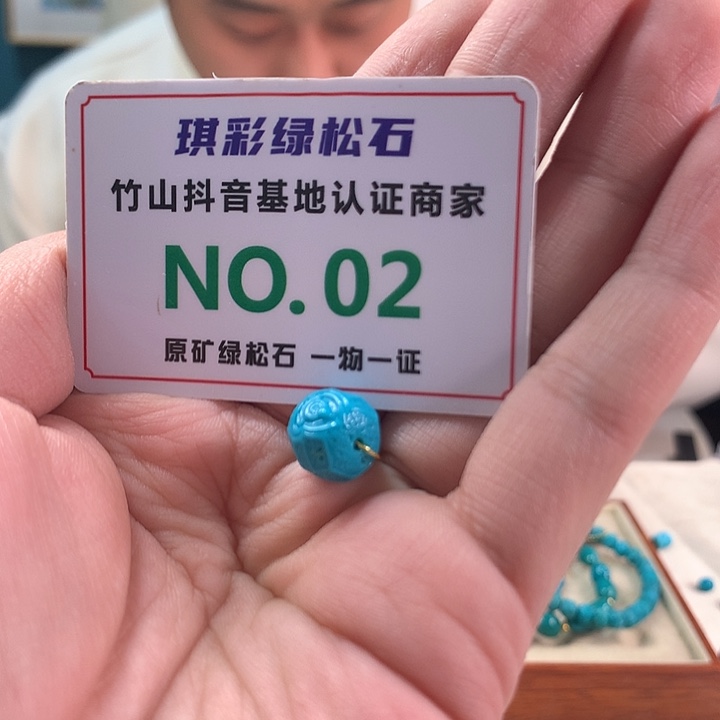 琪彩绿松石
竹山抖音基地认证商家
NO. 02
原矿绿松石 一物一证